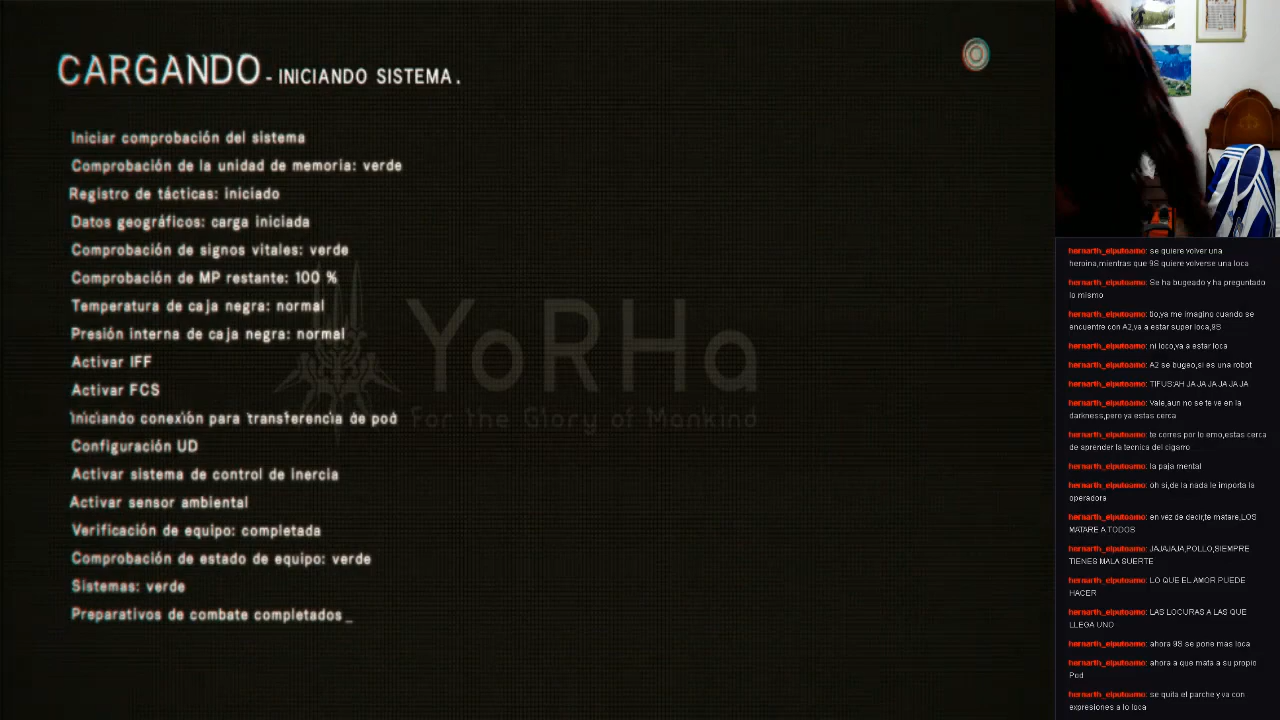 CARGANDO - INICIANDO SISTEMA.
Iniciar comprobación del sistema
Comprobación de la unidad de memoria: verde
Registro de tácticas: iniciado
Datos geográficos: carga iniciada
Comprobación de signos vitales: verde
Comprobación de MP restante: 100 %
Temperatura de caja negra: normal
Presión interna de caja negra: normal
Activar IFF
Activar FCS
Iniciando conexión para transferencia de pod
Configuración UD
Activar sistema de control de inercia
Activar sensor ambiental
Verificación de equipo: completada
Comprobación de estado de equipo: verde
Sistemas: verde
Preparativos de combate completados_
YoRHa
For the Glory of Mankind
hernarth_elputoamo: se quiere volver una
heroina,mientras que 9S quiere volverse una loca
hernarth_elputoamo: Se ha bugeado y ha preguntado
lo mismo
hernarth_elputoamo: tio,ya me imagino cuando se
encuentre con A2,va a estar super loca,9S
hernarth_elputoamo: ni loco,va a estar loca
hernarth_elputoamo: A2 se bugeo,si es una robot
hernarth_elputoamo: TIFUS:AH JA JA JA JA JA JA
hernarth_elputoamo: Vale,aun no se te ve en la
darkness,pero ya estas cerca
hernarth_elputoamo: te corres por lo emo,estas cerca
de aprender la tecnica del cigarro
hernarth_elputoamo: la paja mental
hernarth_elputoamo: oh si,de la nada le importa la
operadora
hernarth_elputoamo: en vez de decir,te matare,LOS
MATARE A TODOS
hernarth_elputoamo: JAJAJAJA,POLLO,SIEMPRE
TIENES MALA SUERTE
hernarth_elputoamo: LO QUE EL AMOR PUEDE
HACER
hernarth_elputoamo: LAS LOCURAS A LAS QUE
LLEGA UNO
hernarth_elputoamo: ahora 9S se pone mas loca
hernarth_elputoamo: ahora a que mata a su propio
Pod
hernarth_elputoamo: se quita el parche y va con
expresiones a lo loca